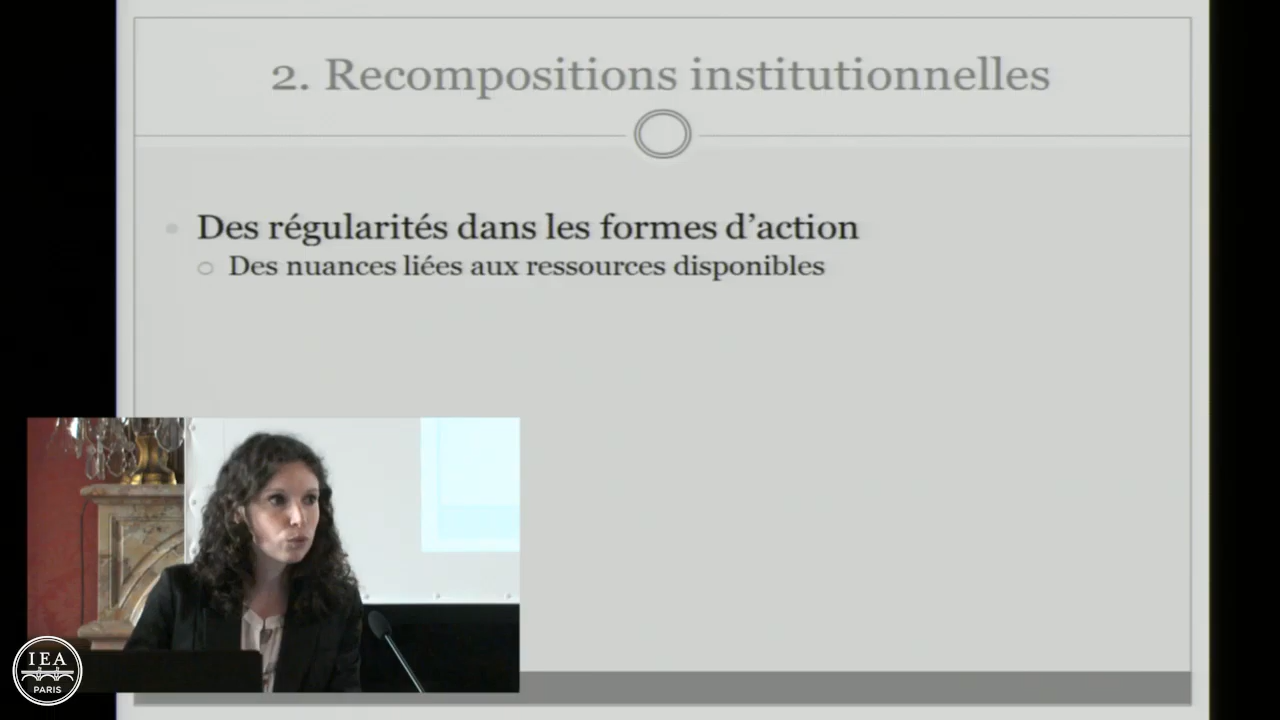 2. Recompositions institutionnelles
Des régularités dans les formes d’action
Des nuances liées aux ressources disponibles
IEA
PARIS